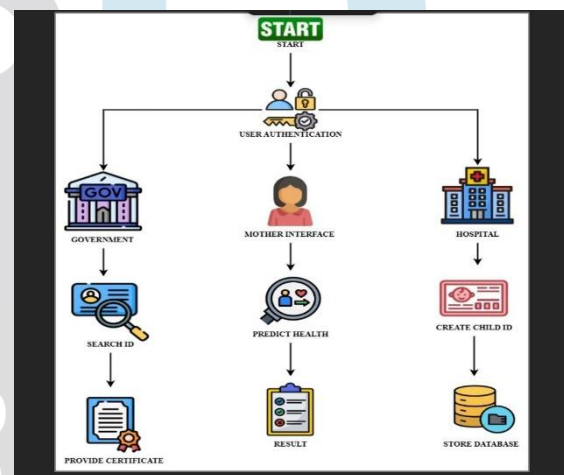 START
START
USER AUTHENTICATION
GOV
GOVERNMENT
MOTHER INTERFACE
HOSPITAL
SEARCH ID
PREDICT HEALTH
CREATE CHILD ID
PROVIDE CERTIFICATE
RESULT
STORE DATABASE